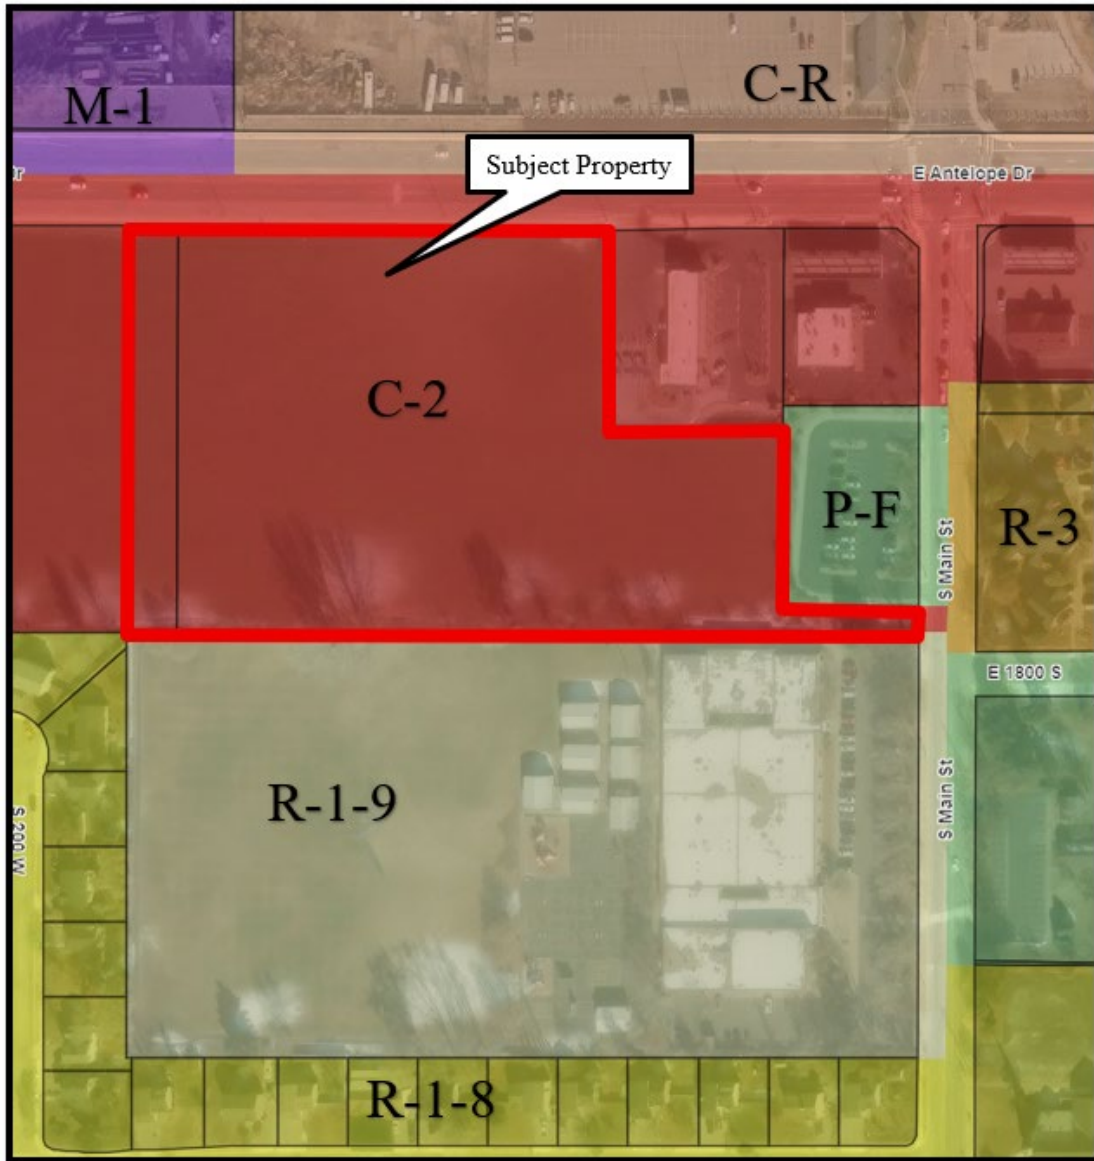 M-1
C-R
Subject Property
r
E Antelope Dr
C-2
P-F
R-3
S Main St
E 1800 S
R-1-9
S Main St
S 200 W
R-1-8